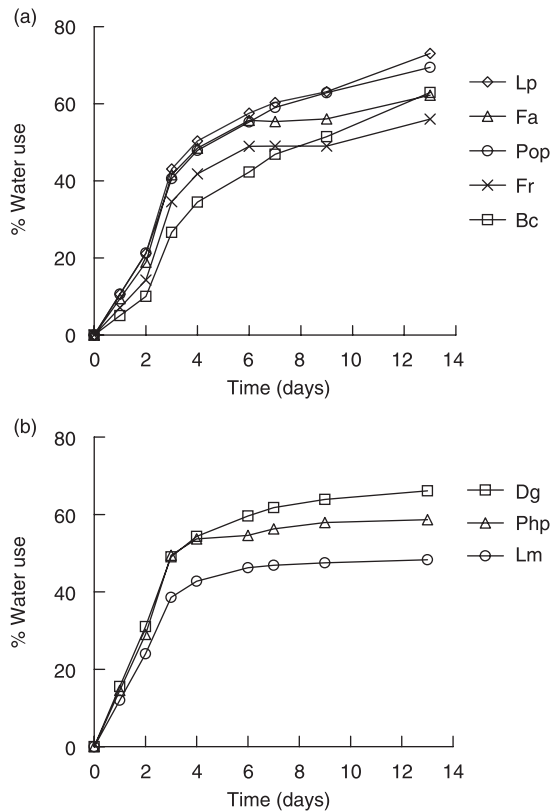 (a)
80
60
40
20
0
% Water use
0 2 4 6 8 10 12 14
Time (days)
Lp
Fa
Pop
Fr
Bc
(b)
80
60
40
20
0
% Water use
0 2 4 6 8 10 12 14
Time (days)
Dg
Php
Lm